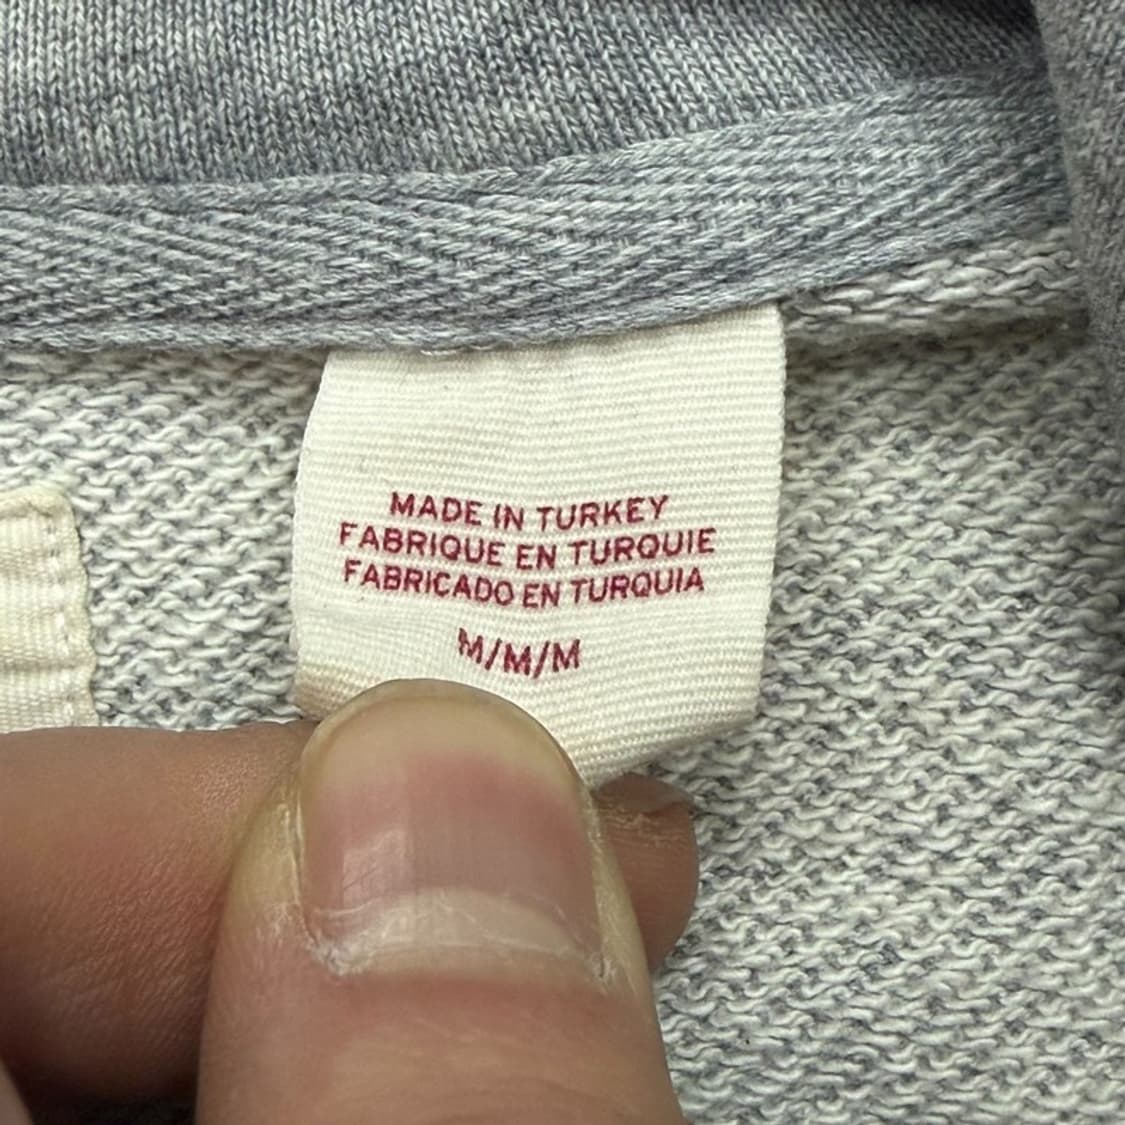 MADE IN TURKEY
FABRIQUE EN TURQUIE
FABRICADO EN TURQUIA
M/M/M